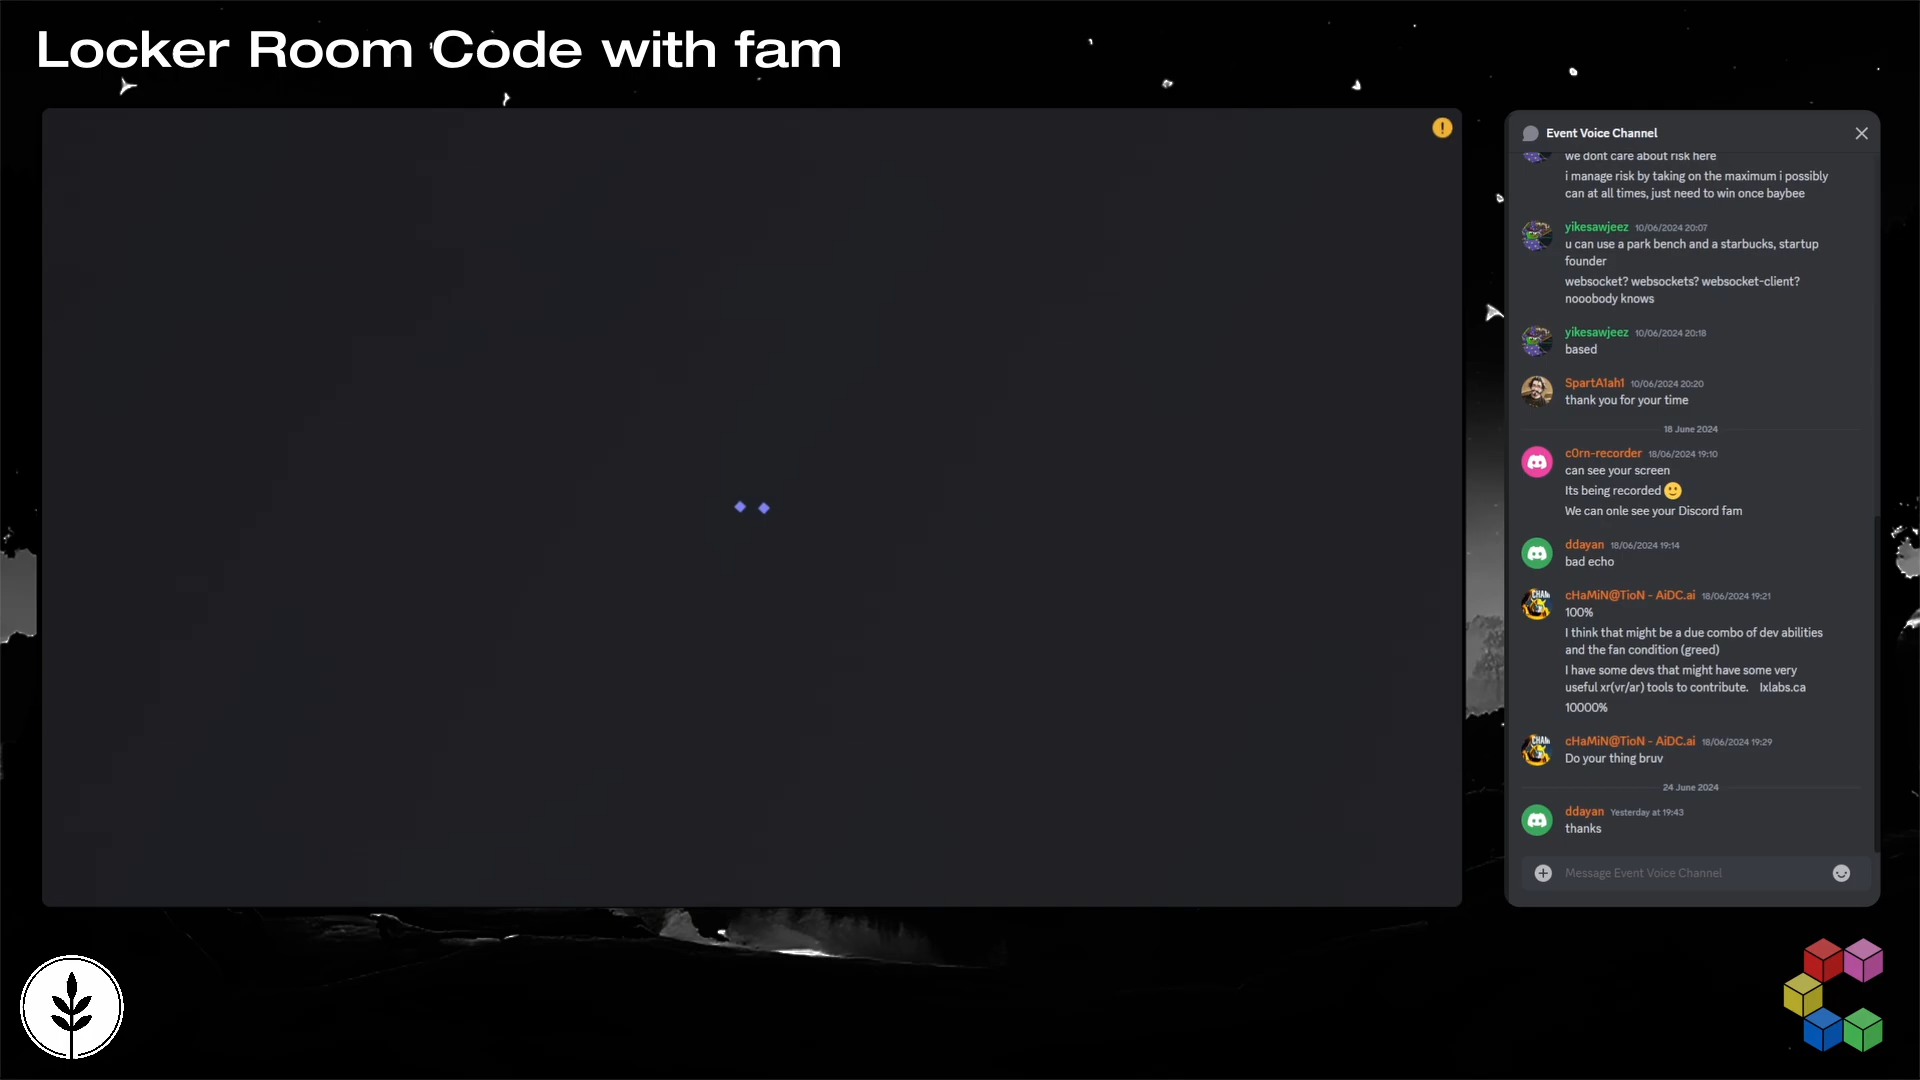 Locker Room Code with fam
Event Voice Channel
we dont care about risk here
i manage risk by taking on the maximum i possibly
can at all times, just need to win once baybee
yikesawjeez 10/06/2024 20:07
u can use a park bench and a starbucks, startup
founder
websocket? websockets? websocket-client?
nooobody knows
yikesawjeez 10/06/2024 20:18
based
SpartA1ah1 10/06/2024 20:20
thank you for your time
18 June 2024
c0rn-recorder 18/06/2024 19:10
can see your screen
Its being recorded
We can onle see your Discord fam
ddayan 18/06/2024 19:14
bad echo
cHaMiN@TioN - AiDC.ai 18/06/2024 19:21
100%
I think that might be a due combo of dev abilities
and the fan condition (greed)
I have some devs that might have some very
useful xr(vr/ar) tools to contribute. lxlabs.ca
10000%
cHaMiN@TioN - AiDC.ai 18/06/2024 19:29
Do your thing bruv
24 June 2024
ddayan Yesterday at 19:43
thanks
Message Event Voice Channel